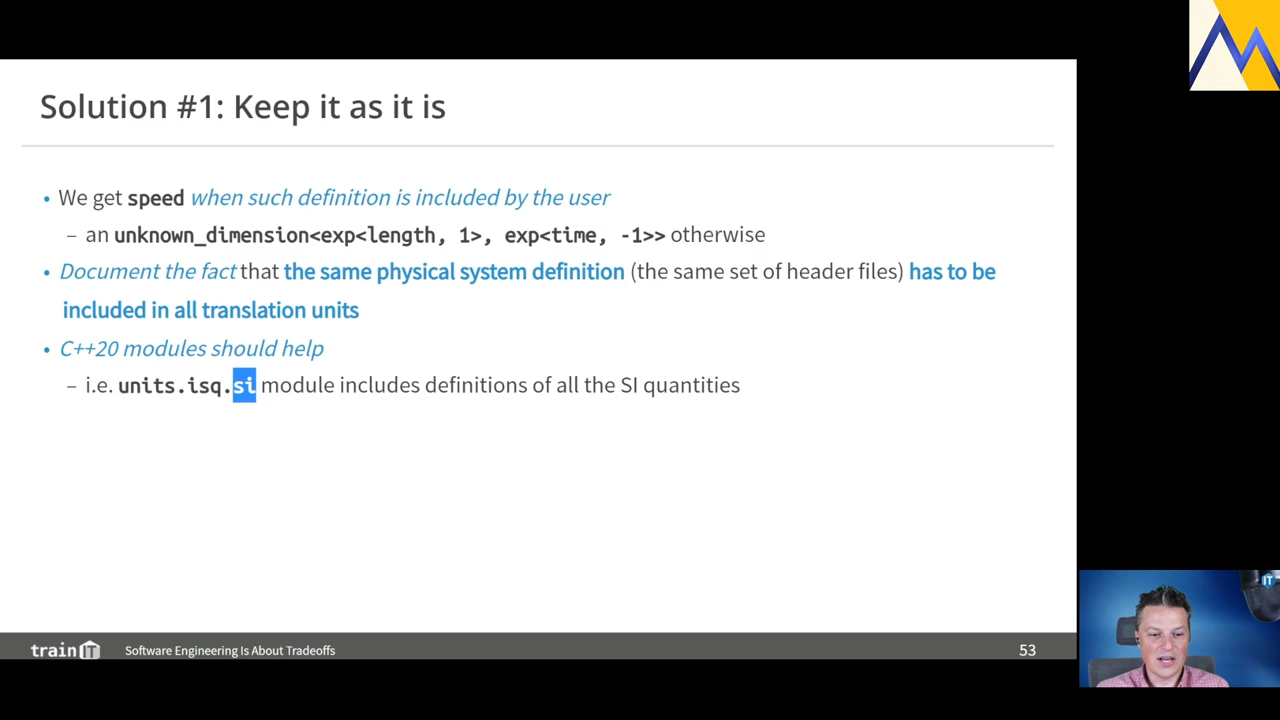 Solution #1: Keep it as it is
• We get speed when such definition is included by the user
– an unknown_dimension<exp<length, 1>, exp<time, -1>> otherwise
• Document the fact that the same physical system definition (the same set of header files) has to be
included in all translation units
• C++20 modules should help
– i.e. units.isq.si module includes definitions of all the SI quantities
train IT
Software Engineering Is About Tradeoffs
53
IT